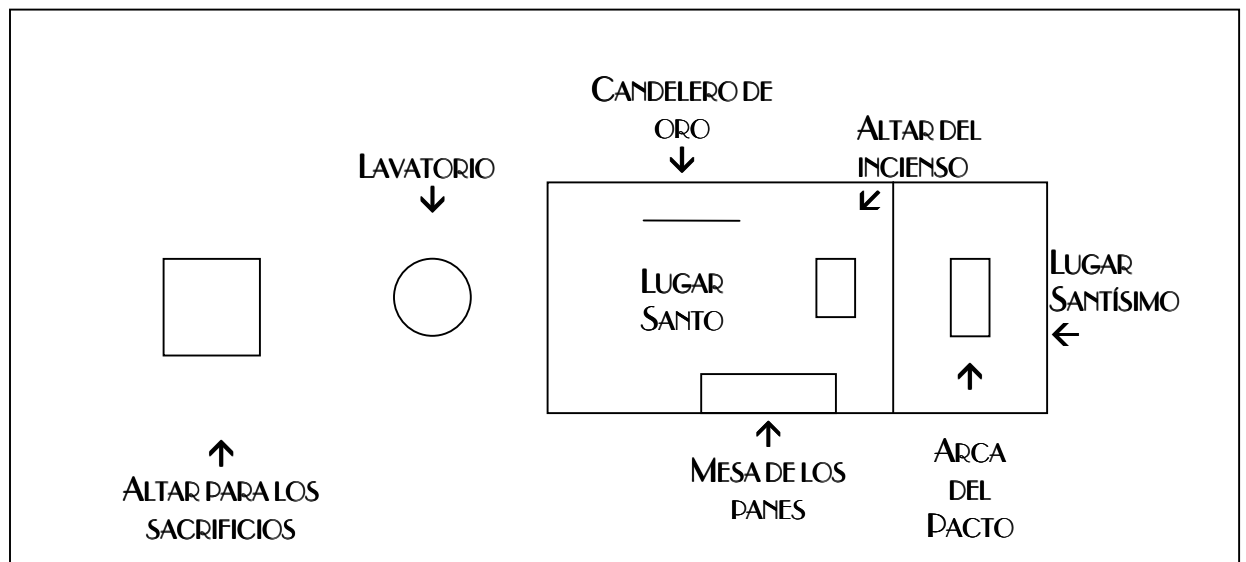 Candelero de
oro
Altar del
incienso
Lavatorio
Lugar
Santo
Lugar
Santísimo
Mesa de los
panes
Arca
del
Pacto
Altar para los
sacrificios